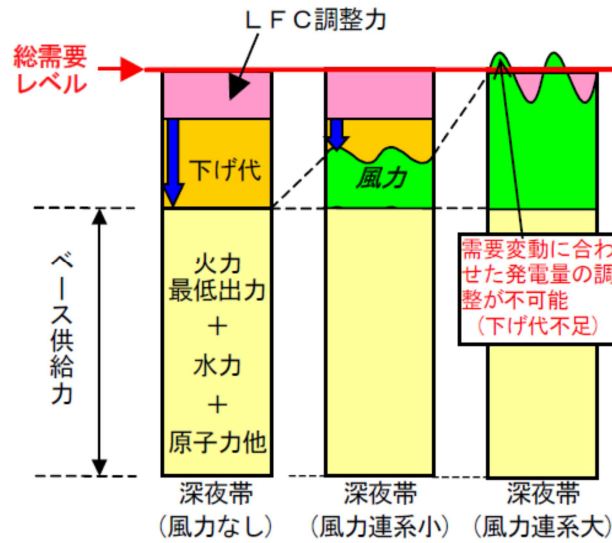 ＬＦＣ調整力
総需要
レベル
下げ代
風力
ベース供給力
火力
最低出力
＋
水力
＋
原子力他
需要変動に合わ
せた発電量の調
整が不可能
（下げ代不足）
深夜帯
（風力なし）
深夜帯
（風力連系小）
深夜帯
（風力連系大）